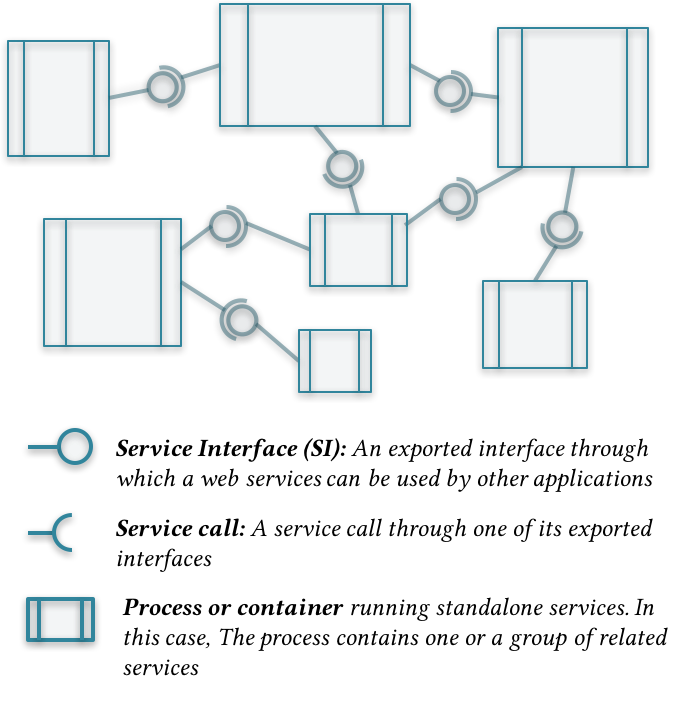 Service Interface (SI): An exported interface through
which a web services can be used by other applications
Service call: A service call through one of its exported
interfaces
Process or container running standalone services. In
this case, The process contains one or a group of related
services